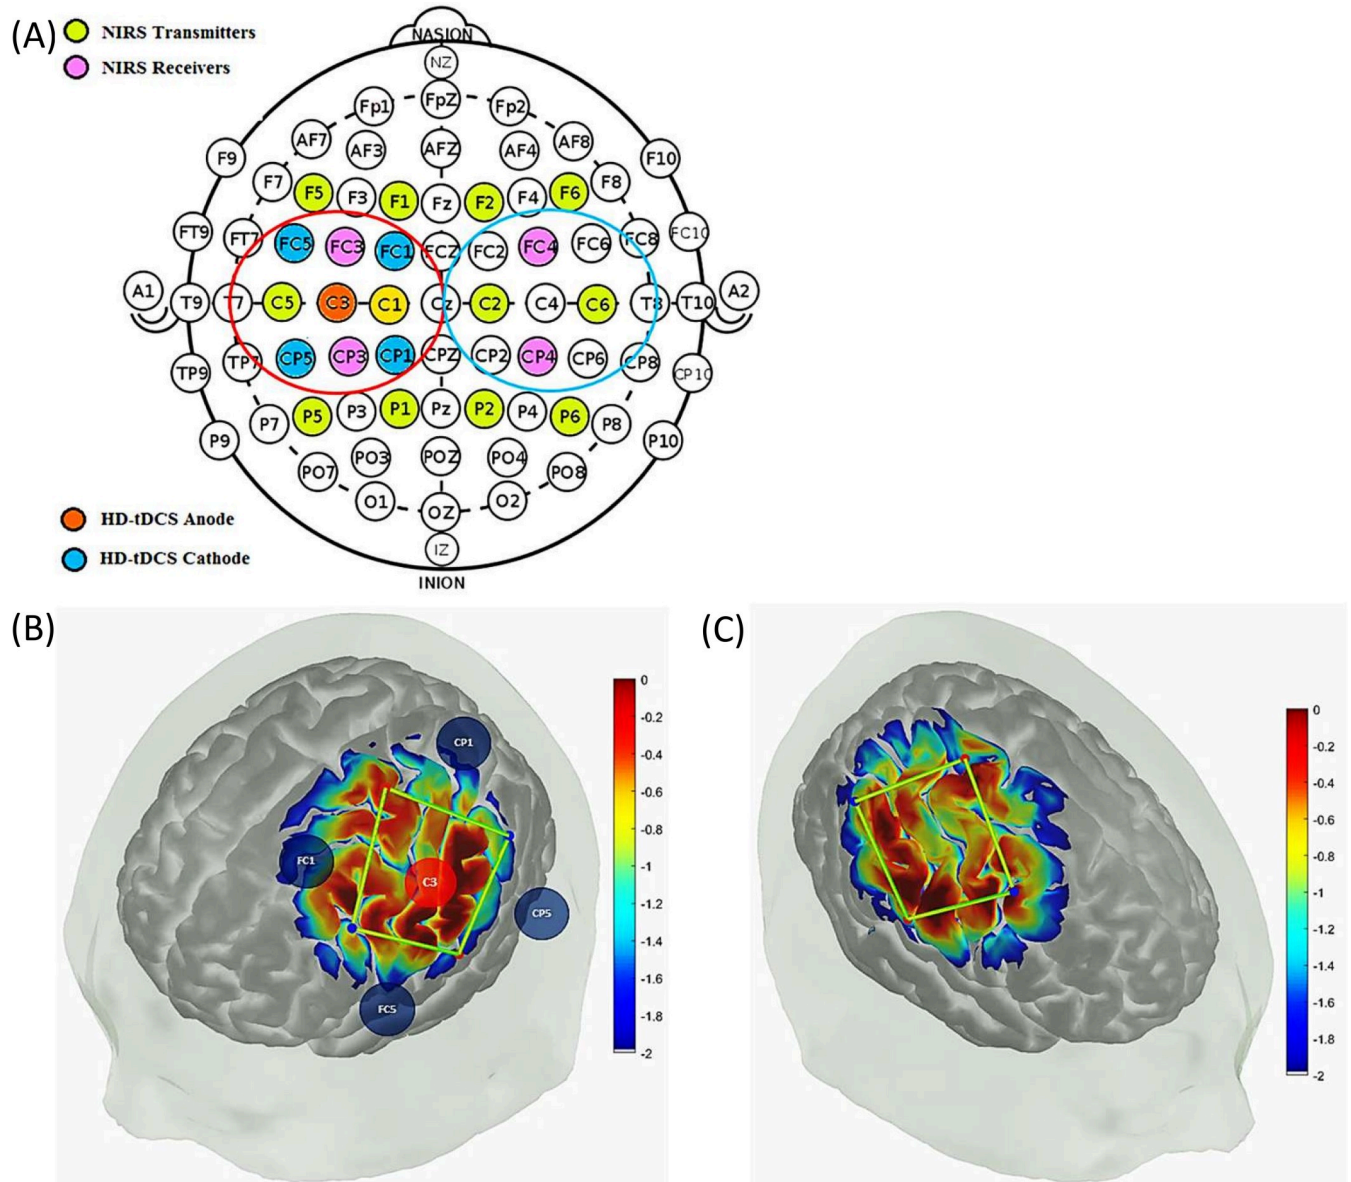 (A)
NIRS Transmitters
NIRS Receivers
NASION
NZ
Fp1 FpZ Fp2
AF7 AF3 AFZ AF4 AF8
F9 F10
F7 F5 F3 F1 Fz F2 F4 F6 F8
FT9 FT7 FC5 FC3 FC1 FCZ FC2 FC4 FC6 FC8 FC10
A1 T9 T7 C5 C3 C1 Cz C2 C4 C6 T8 T10 A2
TP9 TP7 CP5 CP3 CP1 CPZ CP2 CP4 CP6 CP8 CP10
P9 P7 P5 P3 P1 Pz P2 P4 P6 P8 P10
PO7 PO3 POZ PO4 PO8
O1 OZ O2
IZ
INION
HD-tDCS Anode
HD-tDCS Cathode
(B)
CP1
FC1
C3
CP5
FC5
0
-0.2
-0.4
-0.6
-0.8
-1
-1.2
-1.4
-1.6
-1.8
-2
(C)
0
-0.2
-0.4
-0.6
-0.8
-1
-1.2
-1.4
-1.6
-1.8
-2